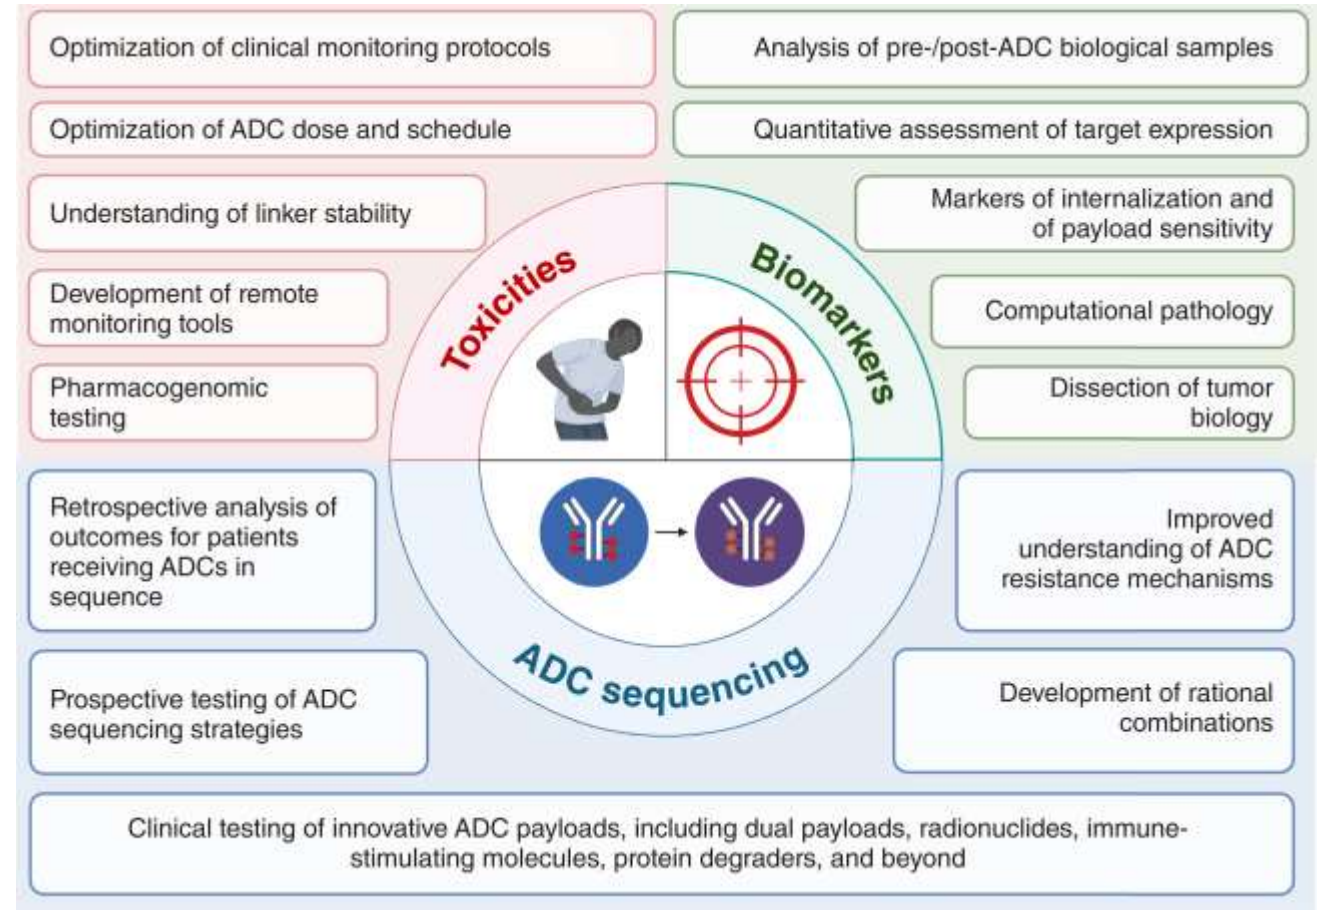 Optimization of clinical monitoring protocols
Optimization of ADC dose and schedule
Understanding of linker stability
Development of remote
monitoring tools
Pharmacogenomic
testing
Analysis of pre-/post-ADC biological samples
Quantitative assessment of target expression
Markers of internalization and
of payload sensitivity
Computational pathology
Dissection of tumor
biology
Toxicities
Biomarkers
ADC sequencing
Retrospective analysis of
outcomes for patients
receiving ADCs in
sequence
Prospective testing of ADC
sequencing strategies
Improved
understanding of ADC
resistance mechanisms
Development of rational
combinations
Clinical testing of innovative ADC payloads, including dual payloads, radionuclides, immune-
stimulating molecules, protein degraders, and beyond